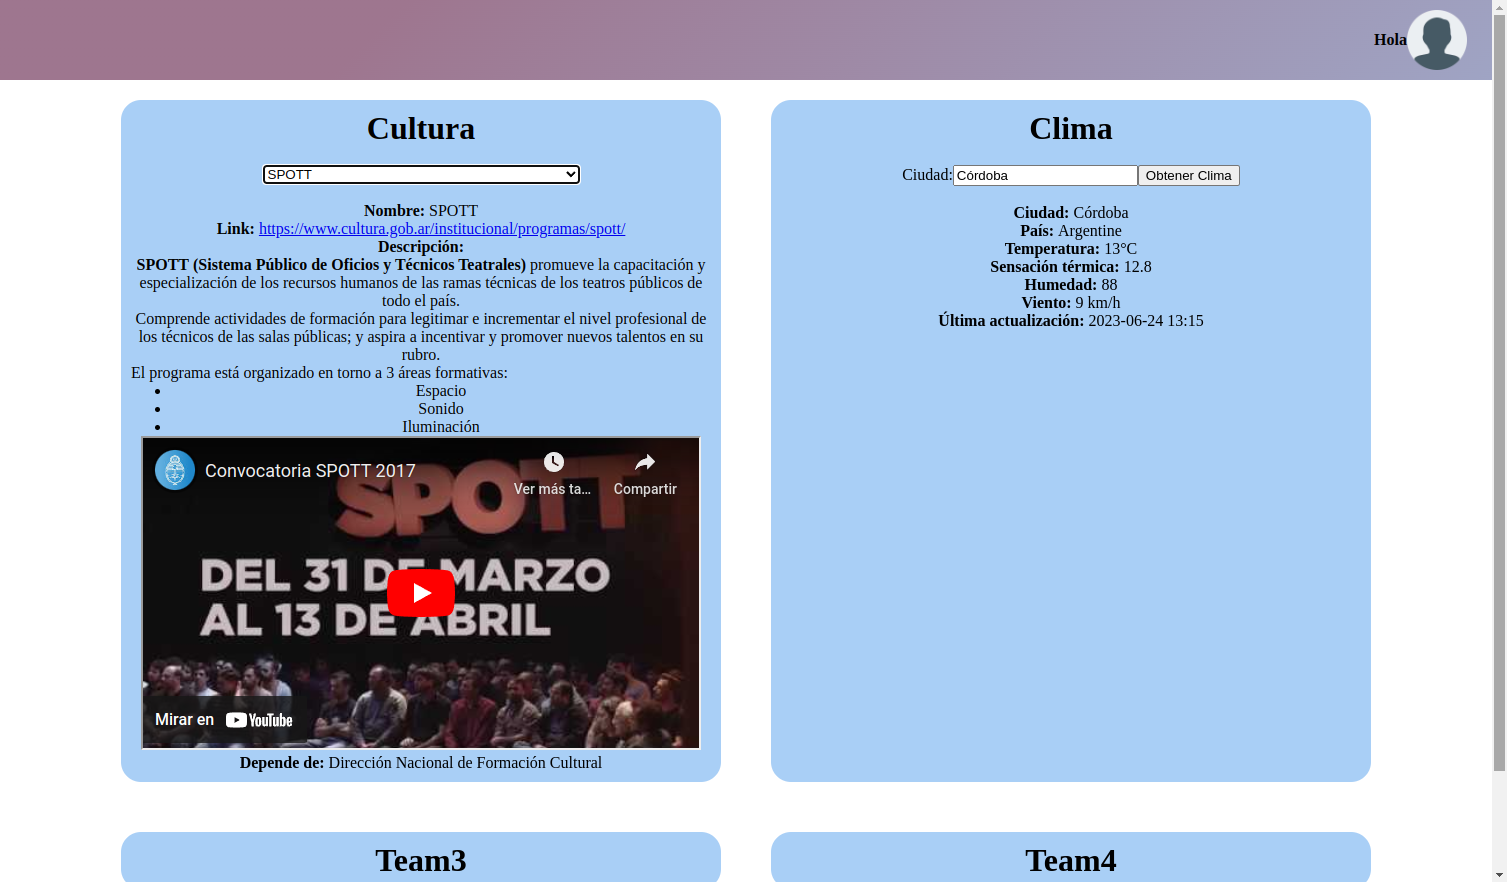 Hola
Cultura
SPOTT
Nombre: SPOTT
Link: https://www.cultura.gob.ar/institucional/programas/spott/
Descripción:
SPOTT (Sistema Público de Oficios y Técnicos Teatrales) promueve la capacitación y
especialización de los recursos humanos de las ramas técnicas de los teatros públicos de
todo el país.
Comprende actividades de formación para legitimar e incrementar el nivel profesional de
los técnicos de las salas públicas; y aspira a incentivar y promover nuevos talentos en su
rubro.
El programa está organizado en torno a 3 áreas formativas:
Espacio
Sonido
Iluminación
Convocatoria SPOTT 2017
Ver más ta...
Compartir
SPOTT
DEL 31 DE MARZO
AL 13 DE ABRIL
Mirar en YouTube
Depende de: Dirección Nacional de Formación Cultural
Clima
Ciudad: Córdoba Obtener Clima
Ciudad: Córdoba
País: Argentine
Temperatura: 13°C
Sensación térmica: 12.8
Humedad: 88
Viento: 9 km/h
Última actualización: 2023-06-24 13:15
Team3
Team4